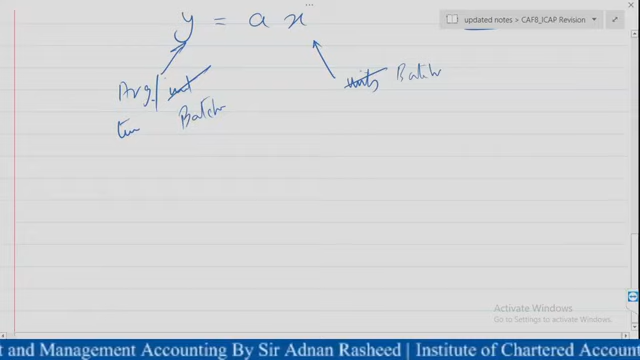 updated notes > CAF8_ICAP Revision
y = a x
Avg./ unit units Batch
time Batch
Activate Windows
Go to Settings to activate Windows.
t and Management Accounting By Sir Adnan Rasheed | Institute of Chartered Accou